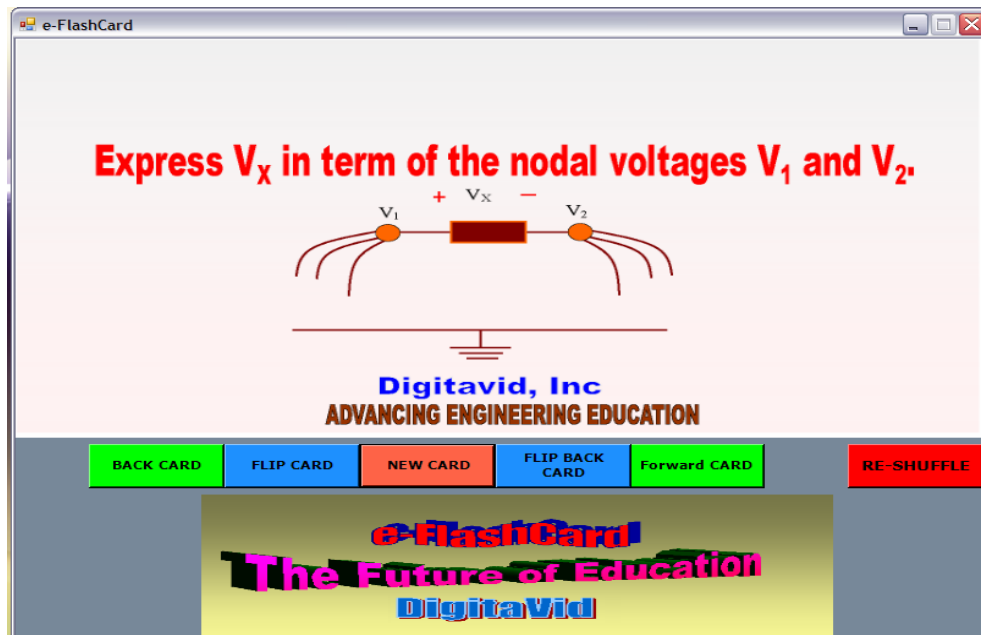 e-FlashCard
Express VX in term of the nodal voltages V1 and V2.
+ VX −
V1
V2
Digitavid, Inc
ADVANCING ENGINEERING EDUCATION
BACK CARD
FLIP CARD
NEW CARD
FLIP BACK
CARD
Forward CARD
RE-SHUFFLE
e-FlashCard
The Future of Education
DigitaVid